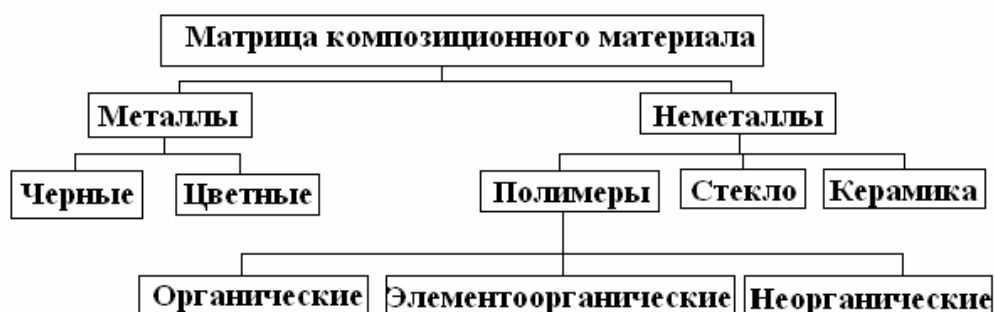 Матрица композиционного материала
Металлы
Неметаллы
Черные
Цветные
Полимеры
Стекло
Керамика
Органические
Элементоорганические
Неорганические